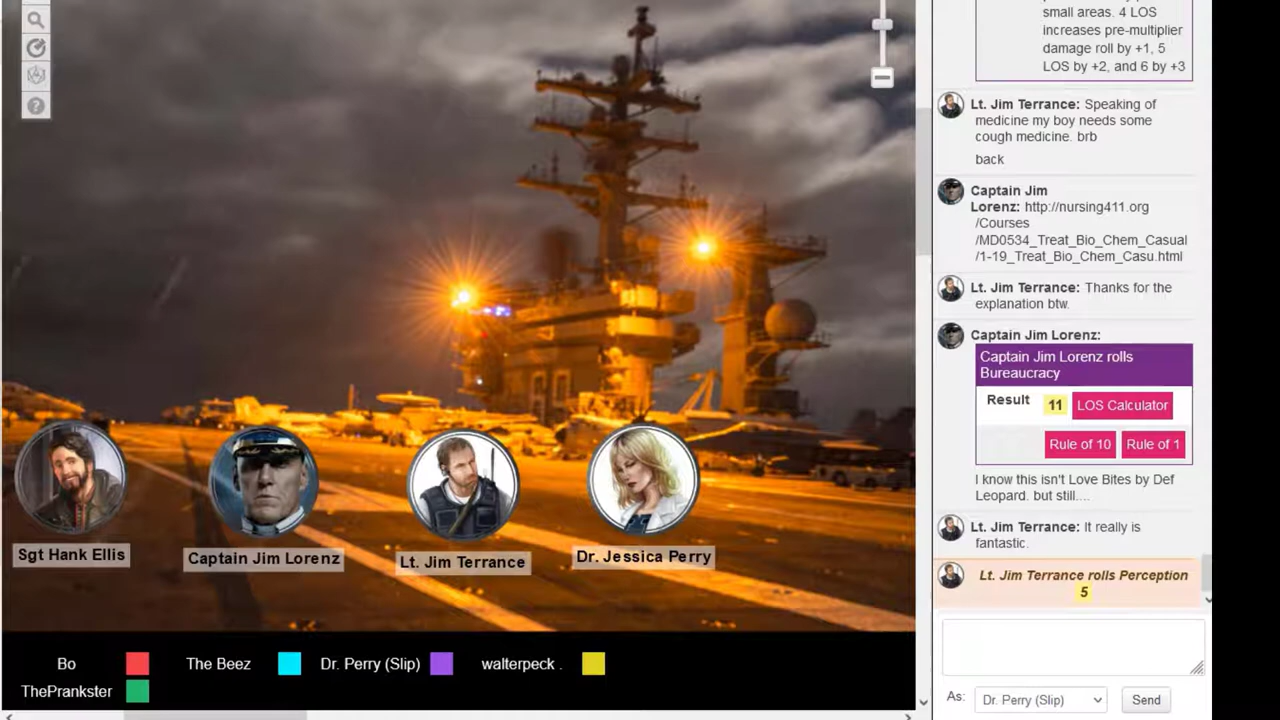 small areas. 4 LOS
increases pre-multiplier
damage roll by +1, 5
LOS by +2, and 6 by +3
Lt. Jim Terrance: Speaking of
medicine my boy needs some
cough medicine. brb
back
Captain Jim
Lorenz: http://nursing411.org
/Courses
/MD0534_Treat_Bio_Chem_Casual
/1-19_Treat_Bio_Chem_Casu.html
Lt. Jim Terrance: Thanks for the
explanation btw.
Captain Jim Lorenz:
Captain Jim Lorenz rolls
Bureaucracy
Result 11 LOS Calculator
Rule of 10 Rule of 1
I know this isn't Love Bites by Def
Leopard. but still....
Lt. Jim Terrance: It really is
fantastic.
Lt. Jim Terrance rolls Perception
5
As: Dr. Perry (Slip) Send
Sgt Hank Ellis
Captain Jim Lorenz
Lt. Jim Terrance
Dr. Jessica Perry
Bo The Beez Dr. Perry (Slip) walterpeck .
ThePrankster